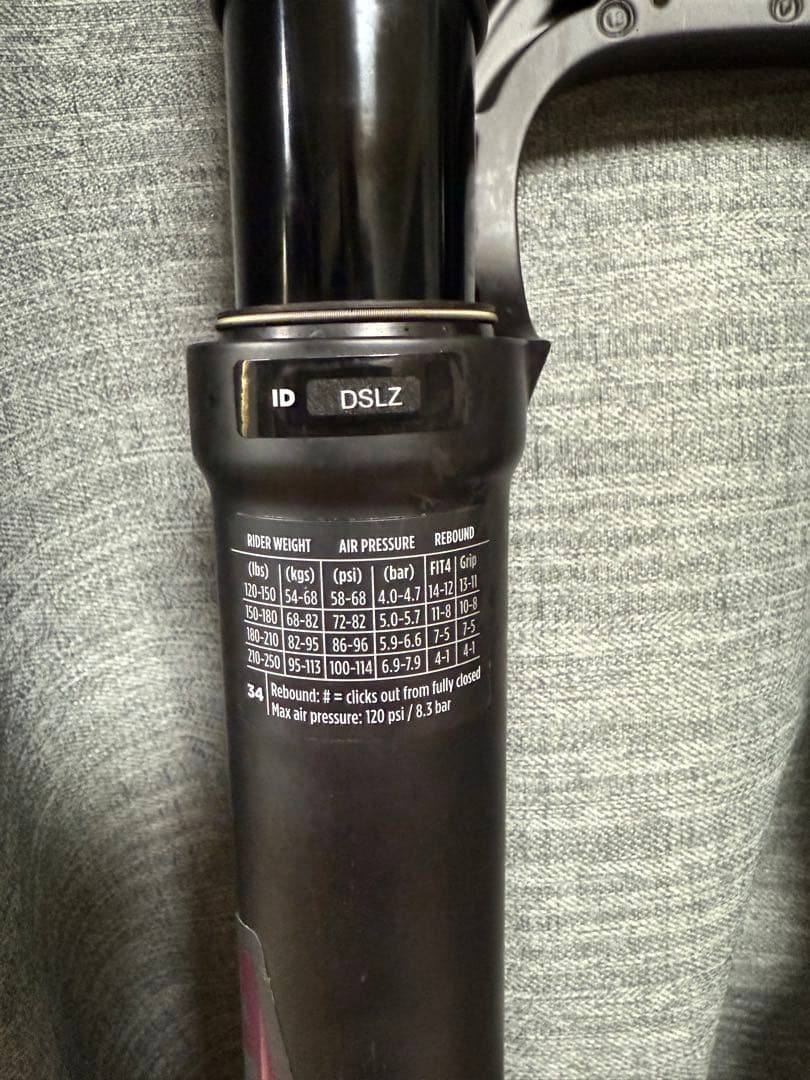 ID DSLZ
RIDER WEIGHT AIR PRESSURE REBOUND
(lbs) (kgs) (psi) (bar) FIT4 Grip
120-150 54-68 58-68 4.0-4.7 14-12 13-11
150-180 68-82 72-82 5.0-5.7 11-8 10-8
180-210 82-95 86-96 5.9-6.6 7-5 7-5
210-250 95-113 100-114 6.9-7.9 4-1 4-1
34 Rebound: # = clicks out from fully closed
Max air pressure: 120 psi / 8.3 bar